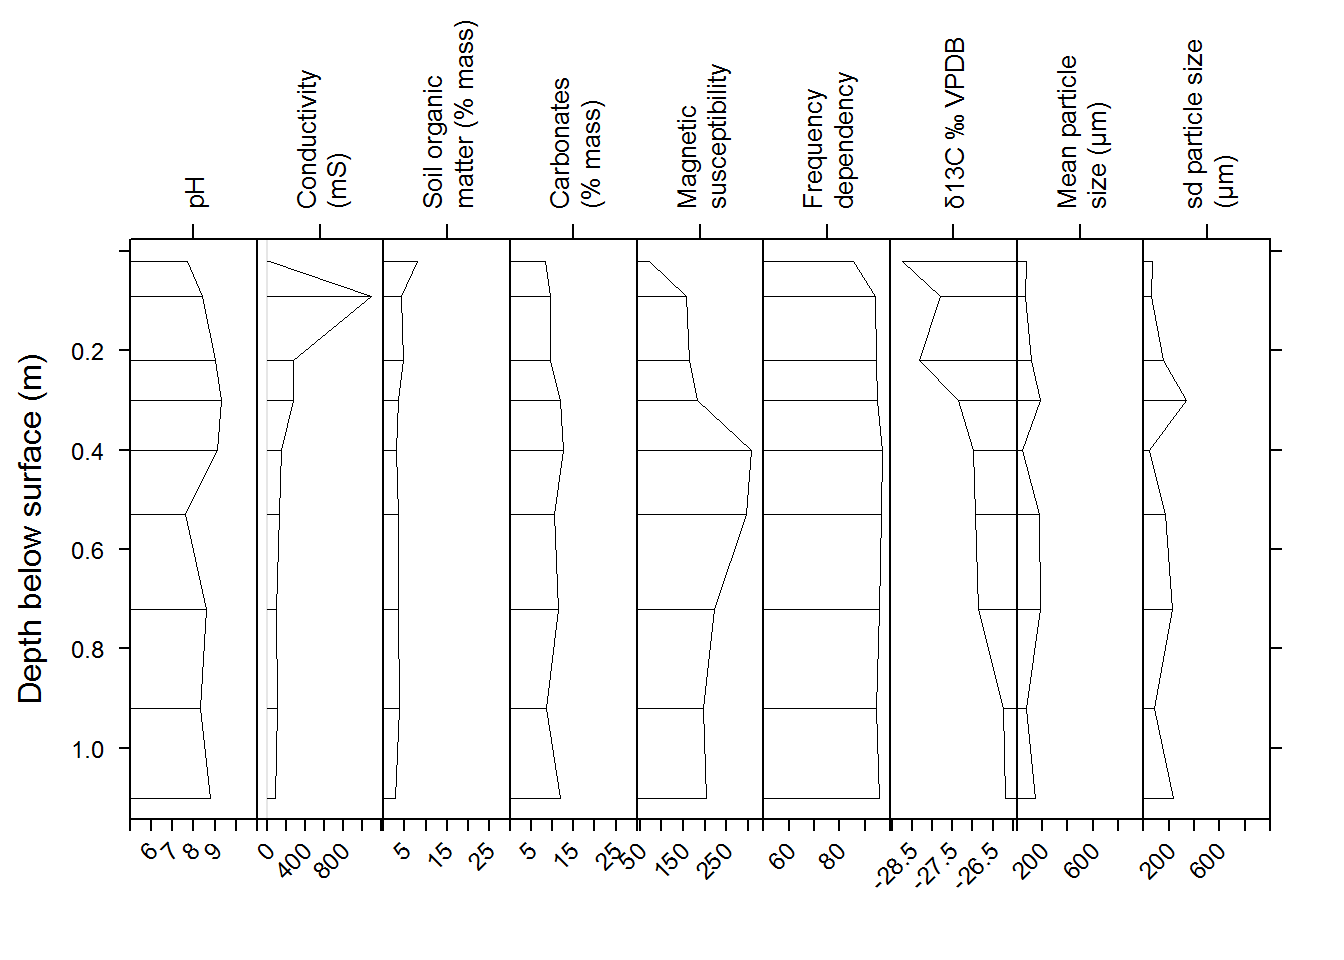 pH
Conductivity
(mS)
Soil organic
matter (% mass)
Carbonates
(% mass)
Magnetic
susceptibility
Frequency
dependency
δ13C ‰ VPDB
Mean particle
size (μm)
sd particle size
(μm)
Depth below surface (m)
0.2
0.4
0.6
0.8
1.0
6 7 8 9
0 400 800
5 15 25
5 15 25
50 150 250
60 80
-28.5 -27.5 -26.5
200 600
200 600